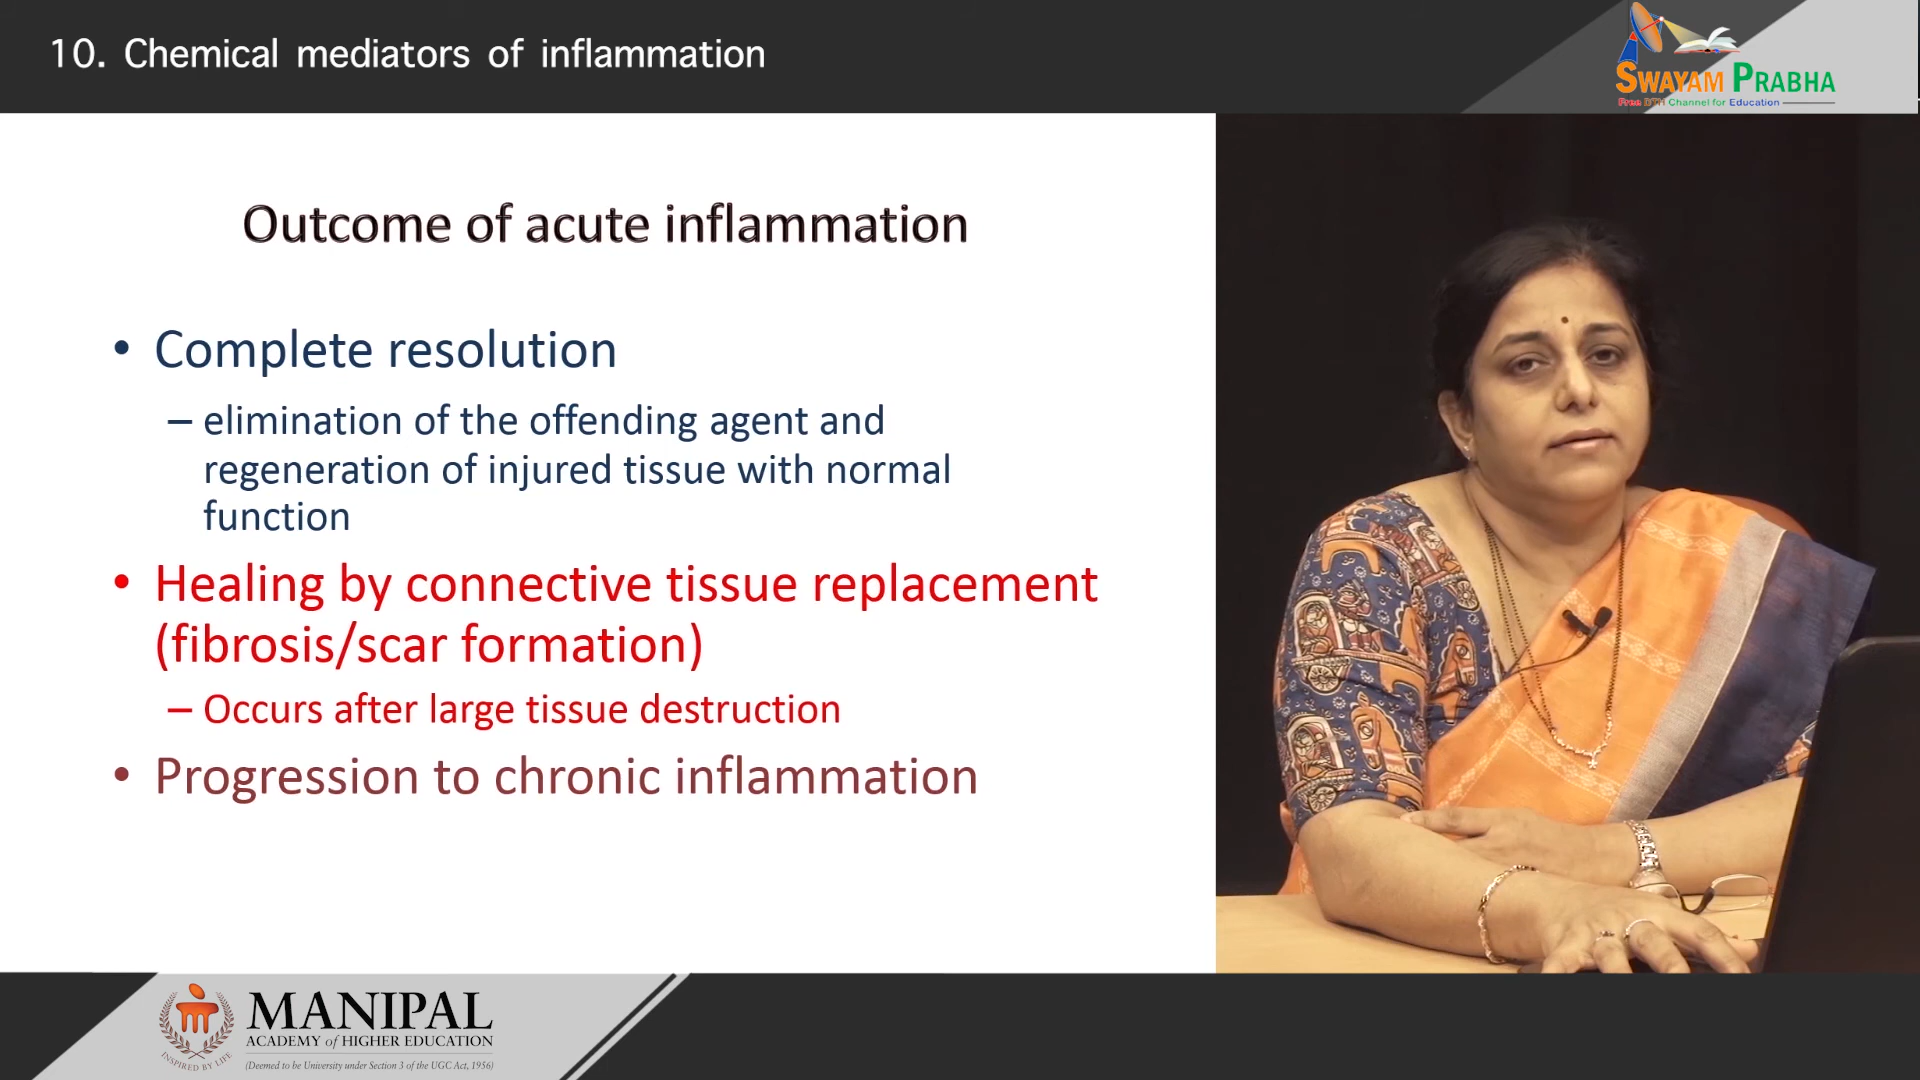 10. Chemical mediators of inflammation
SWAYAM PRABHA
Free DTH Channel for Education
Outcome of acute inflammation
• Complete resolution
– elimination of the offending agent and
regeneration of injured tissue with normal
function
• Healing by connective tissue replacement
(fibrosis/scar formation)
– Occurs after large tissue destruction
• Progression to chronic inflammation
MANIPAL
ACADEMY of HIGHER EDUCATION
(Deemed to be University under Section 3 of the UGC Act, 1956)
INSPIRED BY LIFE